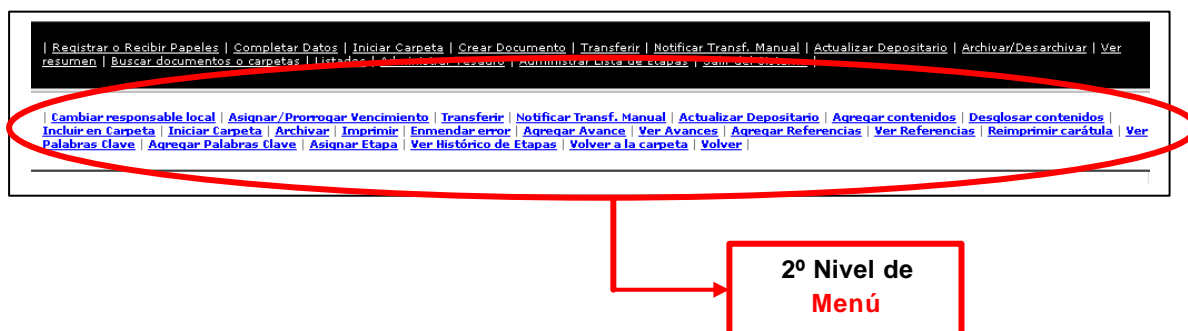 | Registrar o Recibir Papeles | Completar Datos | Iniciar Carpeta | Crear Documento | Transferir | Notificar Transf. Manual | Actualizar Depositario | Archivar/Desarchivar | Ver
resumen | Buscar documentos o carpetas | Listados | Administrar Tesauro | Administrar Lista de Etapas | Salir del Sistema |
| Cambiar responsable local | Asignar/Prorrogar Vencimiento | Transferir | Notificar Transf. Manual | Actualizar Depositario | Agregar contenidos | Desglosar contenidos |
Incluir en Carpeta | Iniciar Carpeta | Archivar | Imprimir | Enmendar error | Agregar Avance | Ver Avances | Agregar Referencias | Ver Referencias | Reimprimir carátula | Ver
Palabras Clave | Agregar Palabras Clave | Asignar Etapa | Ver Histórico de Etapas | Volver a la carpeta | Volver |
2º Nivel de
Menú